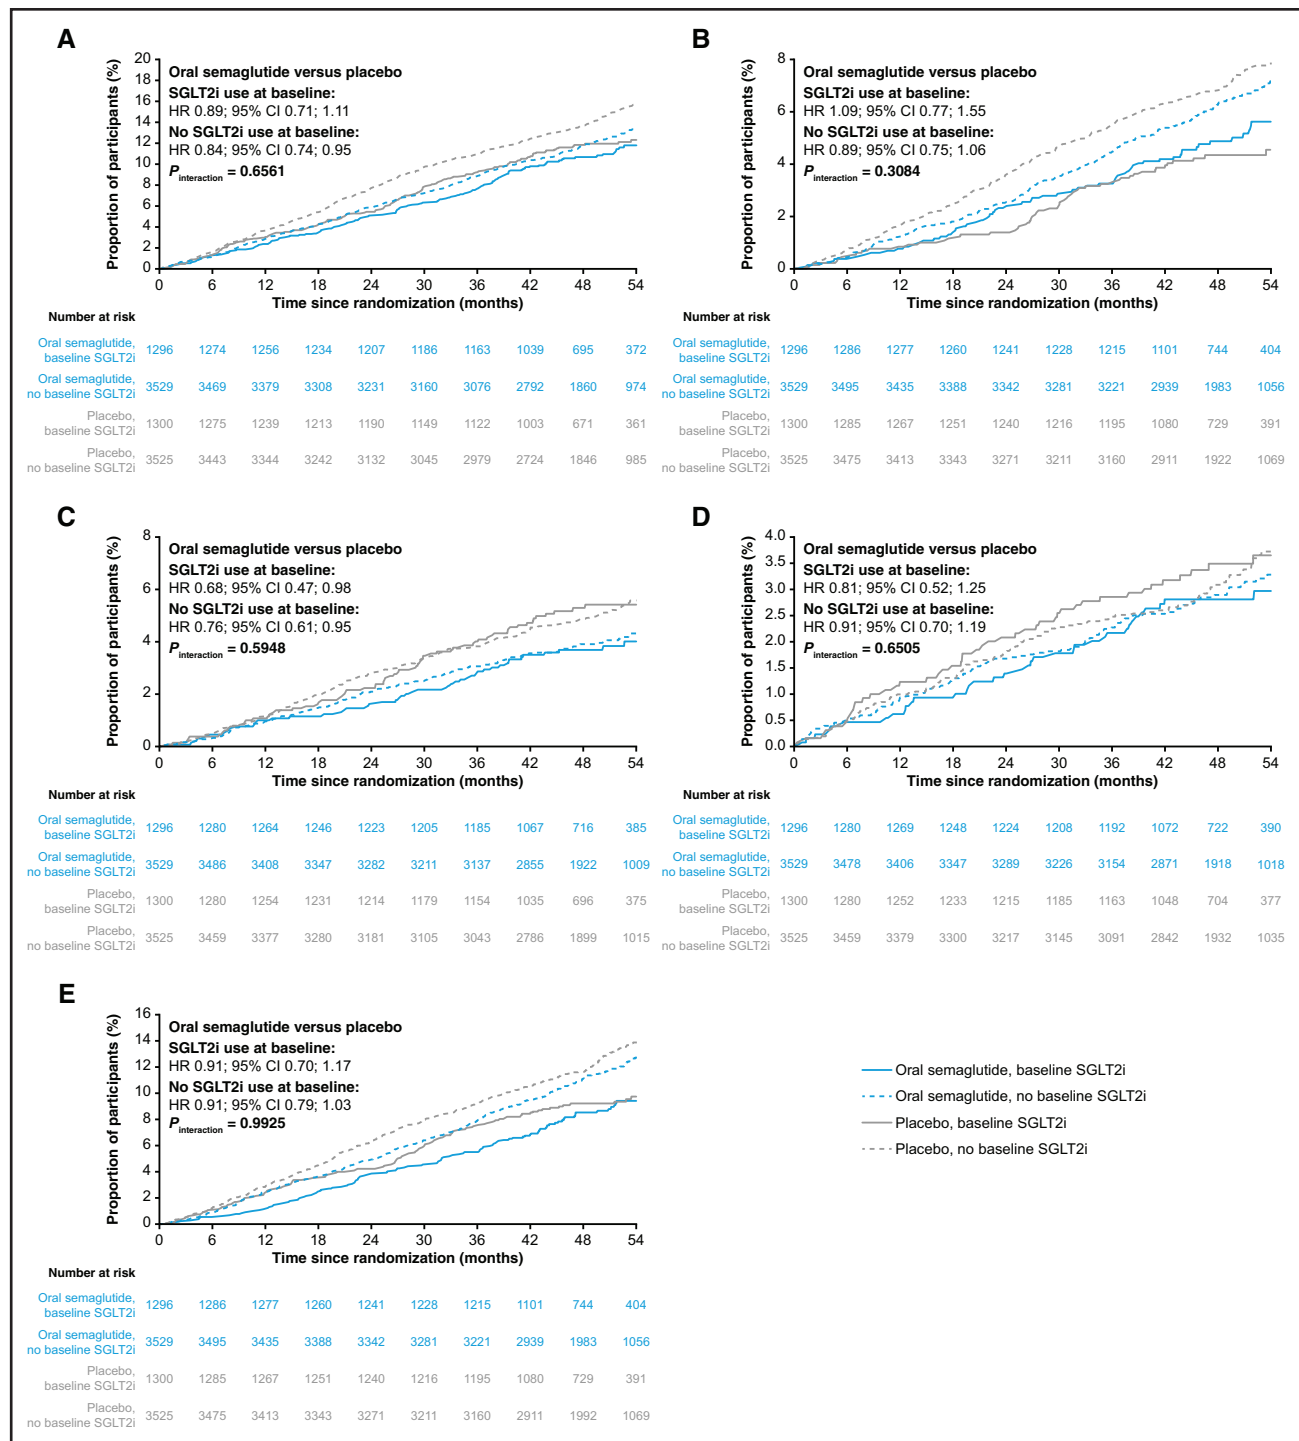 A
Proportion of participants (%)
20
18
16
14
12
10
8
6
4
2
0
Oral semaglutide versus placebo
SGLT2i use at baseline:
HR 0.89; 95% CI 0.71; 1.11
No SGLT2i use at baseline:
HR 0.84; 95% CI 0.74; 0.95
P interaction = 0.6561
0 6 12 18 24 30 36 42 48 54
Time since randomization (months)
Number at risk
Oral semaglutide,
baseline SGLT2i 1296 1274 1256 1234 1207 1186 1163 1039 695 372
Oral semaglutide,
no baseline SGLT2i 3529 3469 3379 3308 3231 3160 3076 2792 1860 974
Placebo,
baseline SGLT2i 1300 1275 1239 1213 1190 1149 1122 1003 671 361
Placebo,
no baseline SGLT2i 3525 3443 3344 3242 3132 3045 2979 2724 1846 985
B
Proportion of participants (%)
8
6
4
2
0
Oral semaglutide versus placebo
SGLT2i use at baseline:
HR 1.09; 95% CI 0.77; 1.55
No SGLT2i use at baseline:
HR 0.89; 95% CI 0.75; 1.06
P interaction = 0.3084
0 6 12 18 24 30 36 42 48 54
Time since randomization (months)
Number at risk
Oral semaglutide,
baseline SGLT2i 1296 1286 1277 1260 1241 1228 1215 1101 744 404
Oral semaglutide,
no baseline SGLT2i 3529 3495 3435 3388 3342 3281 3221 2939 1983 1056
Placebo,
baseline SGLT2i 1300 1285 1267 1251 1240 1216 1195 1080 729 391
Placebo,
no baseline SGLT2i 3525 3475 3413 3343 3271 3211 3160 2911 1922 1069
C
Proportion of participants (%)
8
6
4
2
0
Oral semaglutide versus placebo
SGLT2i use at baseline:
HR 0.68; 95% CI 0.47; 0.98
No SGLT2i use at baseline:
HR 0.76; 95% CI 0.61; 0.95
P interaction = 0.5948
0 6 12 18 24 30 36 42 48 54
Time since randomization (months)
Number at risk
Oral semaglutide,
baseline SGLT2i 1296 1280 1264 1246 1223 1205 1185 1067 716 385
Oral semaglutide,
no baseline SGLT2i 3529 3486 3408 3347 3282 3211 3137 2855 1922 1009
Placebo,
baseline SGLT2i 1300 1280 1254 1231 1214 1179 1154 1035 696 375
Placebo,
no baseline SGLT2i 3525 3459 3377 3280 3181 3105 3043 2786 1899 1015
D
Proportion of participants (%)
4.0
3.5
3.0
2.5
2.0
1.5
1.0
0.5
0.0
Oral semaglutide versus placebo
SGLT2i use at baseline:
HR 0.81; 95% CI 0.52; 1.25
No SGLT2i use at baseline:
HR 0.91; 95% CI 0.70; 1.19
P interaction = 0.6505
0 6 12 18 24 30 36 42 48 54
Time since randomization (months)
Number at risk
Oral semaglutide,
baseline SGLT2i 1296 1280 1269 1248 1224 1208 1192 1072 722 390
Oral semaglutide,
no baseline SGLT2i 3529 3478 3406 3347 3289 3226 3154 2871 1918 1018
Placebo,
baseline SGLT2i 1300 1280 1252 1233 1215 1185 1163 1048 704 377
Placebo,
no baseline SGLT2i 3525 3459 3379 3300 3217 3145 3091 2842 1932 1035
E
Proportion of participants (%)
16
14
12
10
8
6
4
2
0
Oral semaglutide versus placebo
SGLT2i use at baseline:
HR 0.91; 95% CI 0.70; 1.17
No SGLT2i use at baseline:
HR 0.91; 95% CI 0.79; 1.03
P interaction = 0.9925
0 6 12 18 24 30 36 42 48 54
Time since randomization (months)
Number at risk
Oral semaglutide,
baseline SGLT2i 1296 1286 1277 1260 1241 1228 1215 1101 744 404
Oral semaglutide,
no baseline SGLT2i 3529 3495 3435 3388 3342 3281 3221 2939 1983 1056
Placebo,
baseline SGLT2i 1300 1285 1267 1251 1240 1216 1195 1080 729 391
Placebo,
no baseline SGLT2i 3525 3475 3413 3343 3271 3211 3160 2911 1992 1069
Oral semaglutide, baseline SGLT2i
Oral semaglutide, no baseline SGLT2i
Placebo, baseline SGLT2i
Placebo, no baseline SGLT2i